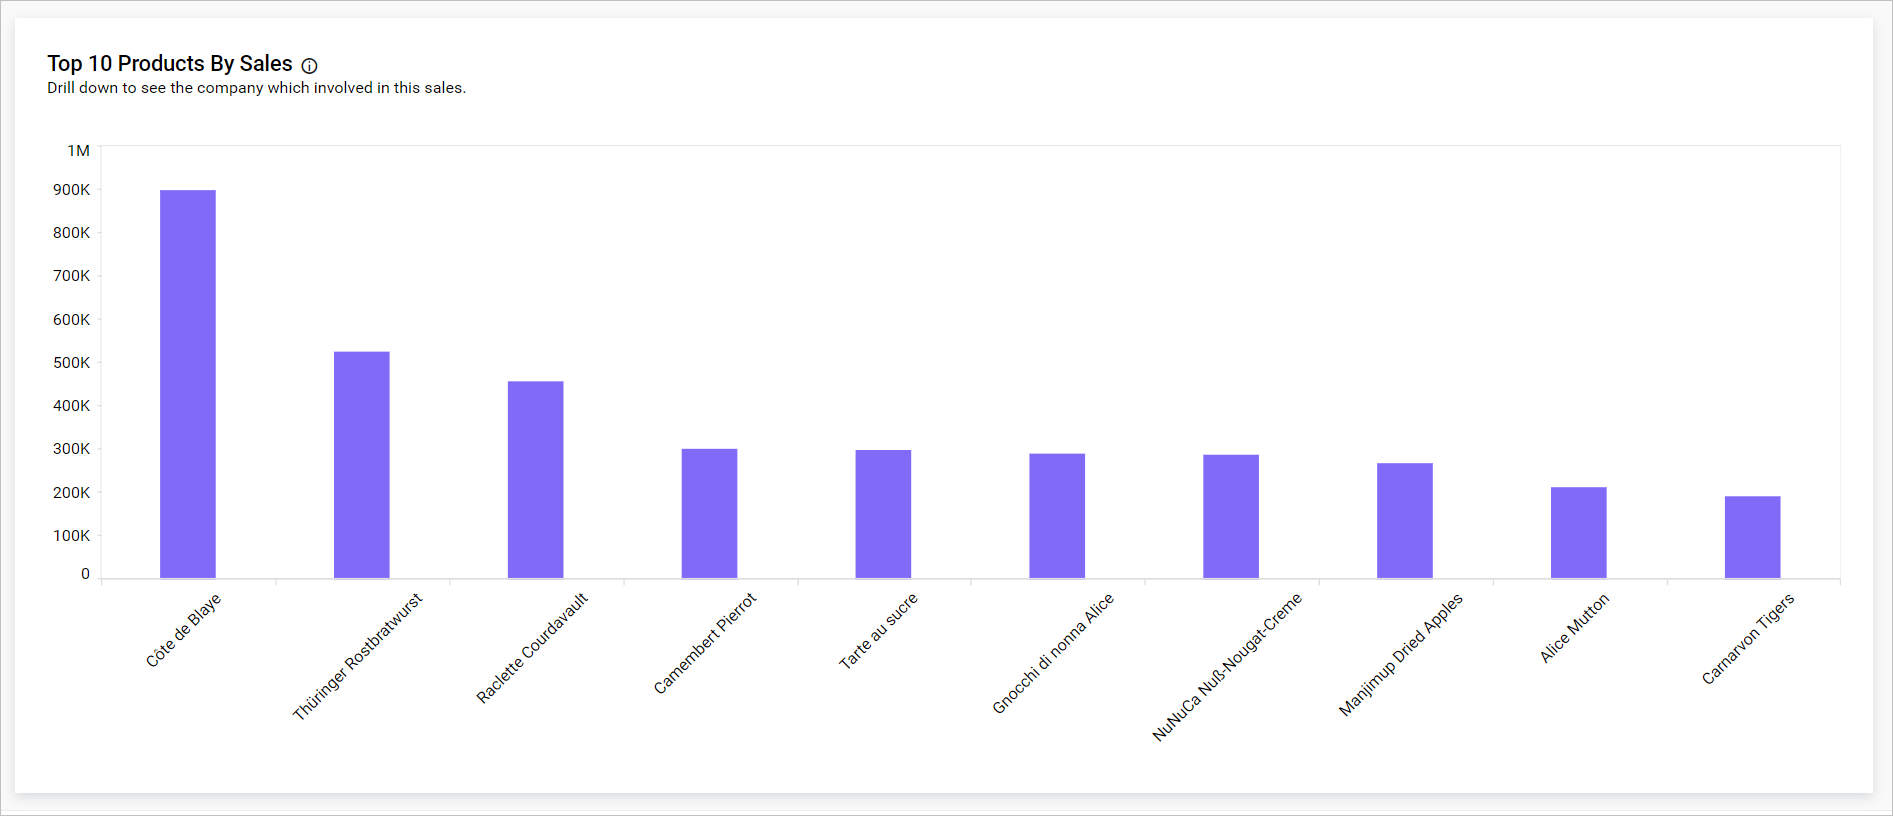 Top 10 Products By Sales
Drill down to see the company which involved in this sales.
1M
900K
800K
700K
600K
500K
400K
300K
200K
100K
0
Côte de Blaye
Thüringer Rostbratwurst
Raclette Courdavault
Camembert Pierrot
Tarte au sucre
Gnocchi di nonna Alice
NuNuCa Nuß-Nougat-Creme
Manjimup Dried Apples
Alice Mutton
Carnarvon Tigers